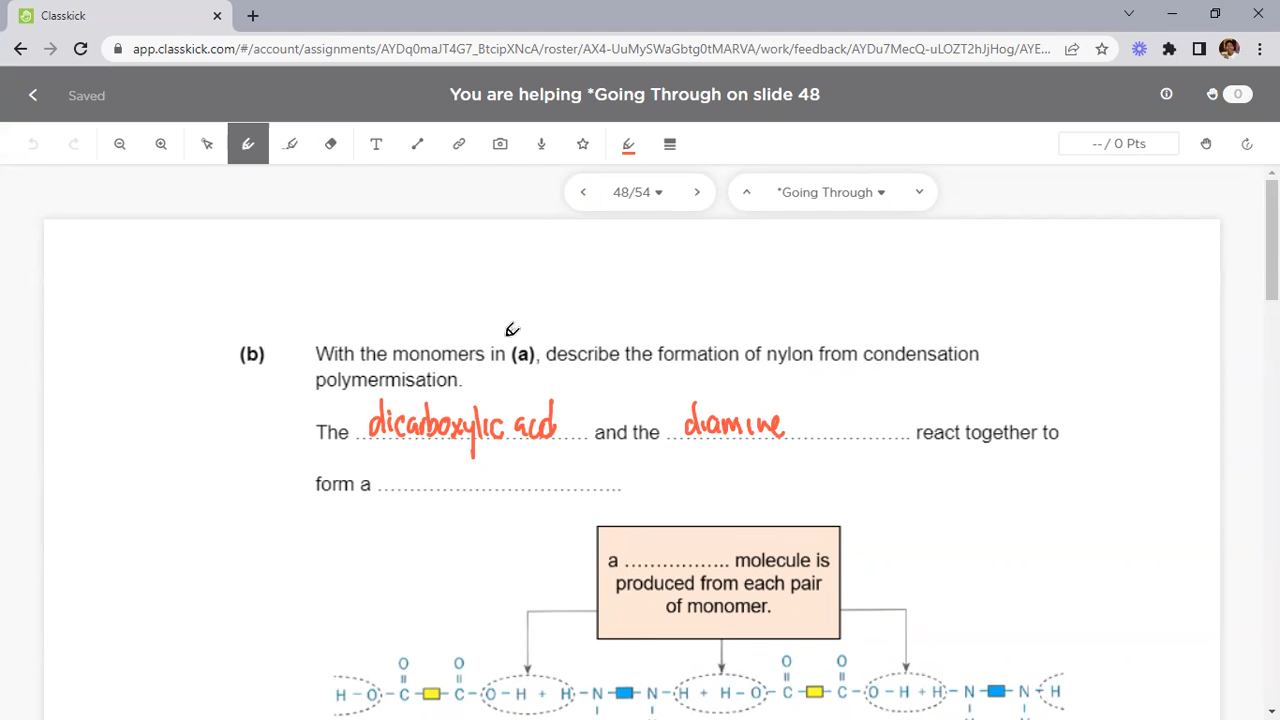 Classkick
app.classkick.com/#/account/assignments/AYDq0maJT4G7_BtcipXNcA/roster/AX4-UuMySWaGbtg0tMARVA/work/feedback/AYDu7MecQ-uLOZT2hJjHog/AYE...
Saved
You are helping *Going Through on slide 48
0
T
-- / 0 Pts
48/54
*Going Through
(b) With the monomers in (a), describe the formation of nylon from condensation
polymermisation.
The dicarboxylic acid and the diamine react together to
form a ....................................
a .................. molecule is
produced from each pair
of monomer.
O O O O
H – O – C C – O – H + H – N N – H + H – O – C C – O – H + H – N N – H